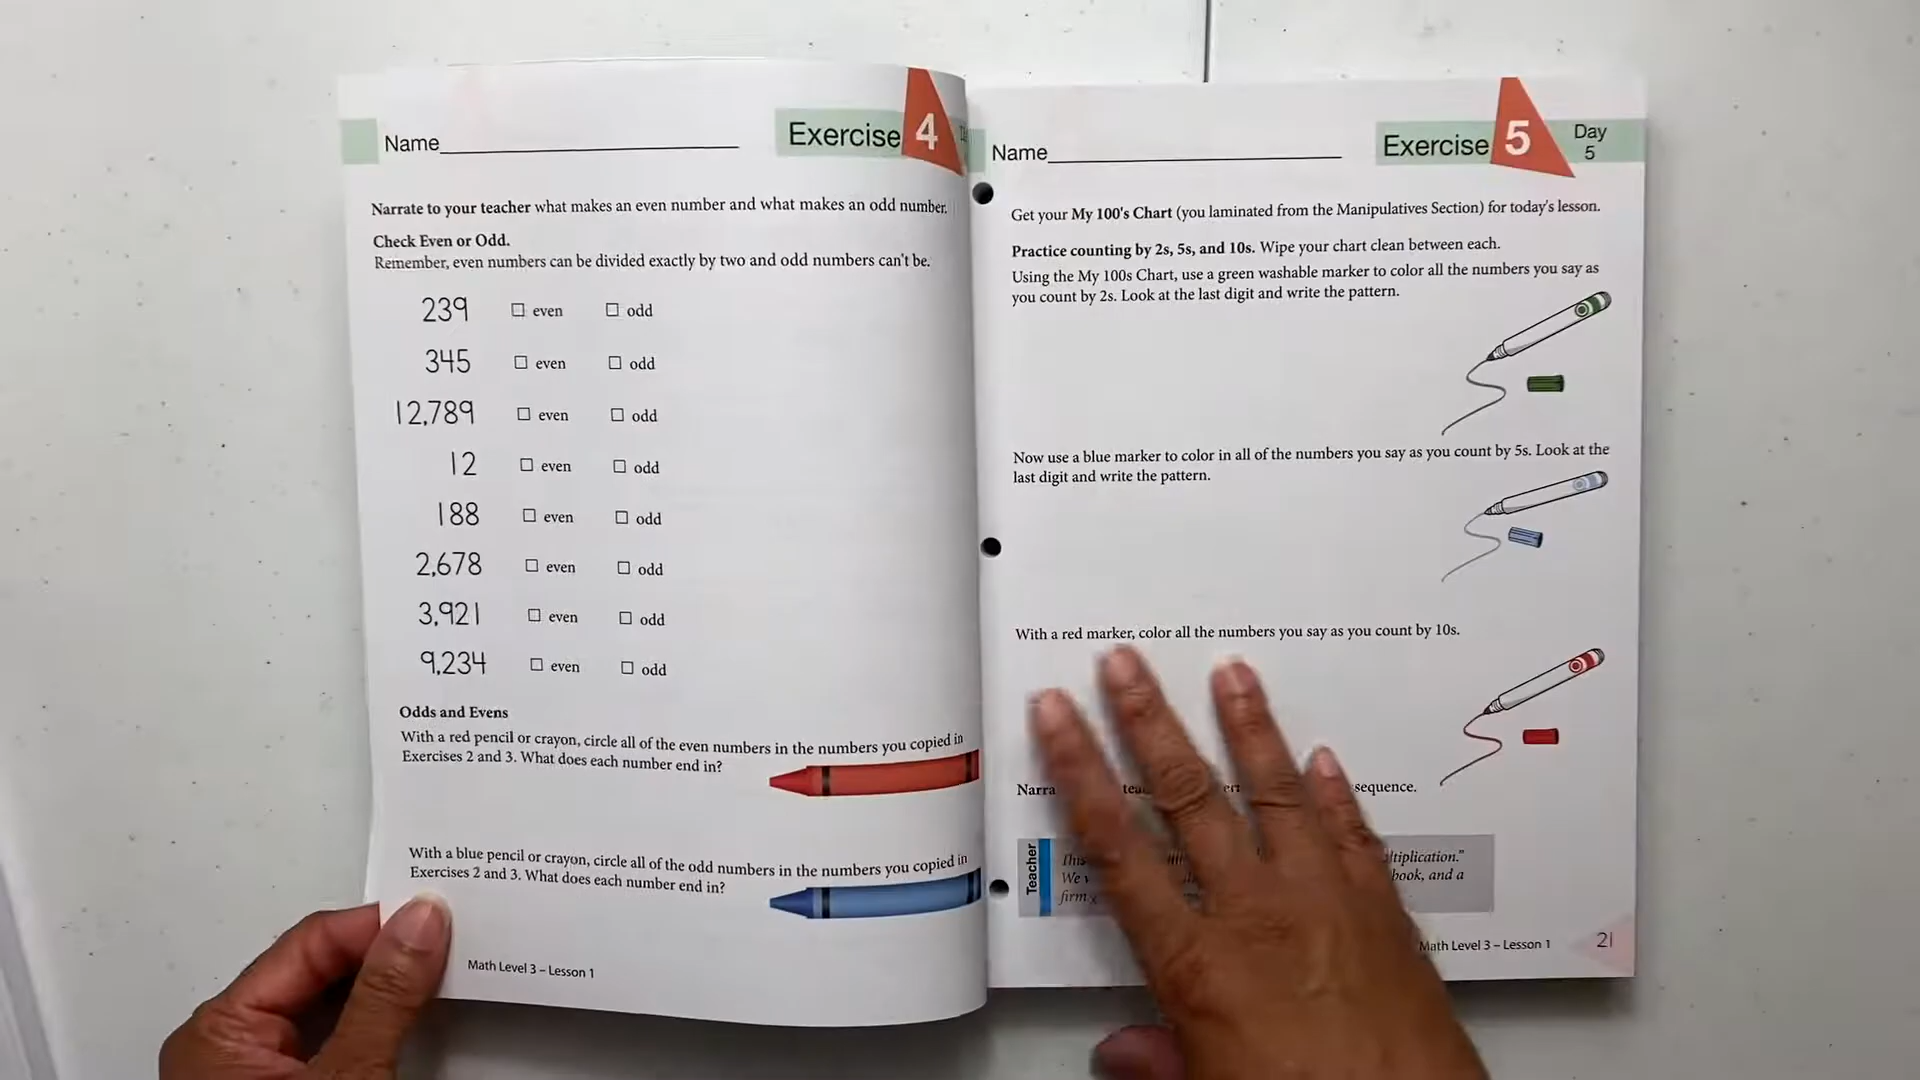 Name
Exercise 4
Narrate to your teacher what makes an even number and what makes an odd number.
Check Even or Odd.
Remember, even numbers can be divided exactly by two and odd numbers can't be.
239 even odd
345 even odd
12,789 even odd
12 even odd
188 even odd
2,678 even odd
3,921 even odd
9,234 even odd
Odds and Evens
With a red pencil or crayon, circle all of the even numbers in the numbers you copied in
Exercises 2 and 3. What does each number end in?
With a blue pencil or crayon, circle all of the odd numbers in the numbers you copied in
Exercises 2 and 3. What does each number end in?
Math Level 3 – Lesson 1
Name
Exercise 5
Day
5
Get your My 100's Chart (you laminated from the Manipulatives Section) for today's lesson.
Practice counting by 2s, 5s, and 10s. Wipe your chart clean between each.
Using the My 100s Chart, use a green washable marker to color all the numbers you say as
you count by 2s. Look at the last digit and write the pattern.
Now use a blue marker to color in all of the numbers you say as you count by 5s. Look at the
last digit and write the pattern.
With a red marker, color all the numbers you say as you count by 10s.
sequence.
Teacher
This
We
book, and a
firm
Math Level 3 – Lesson 1
21